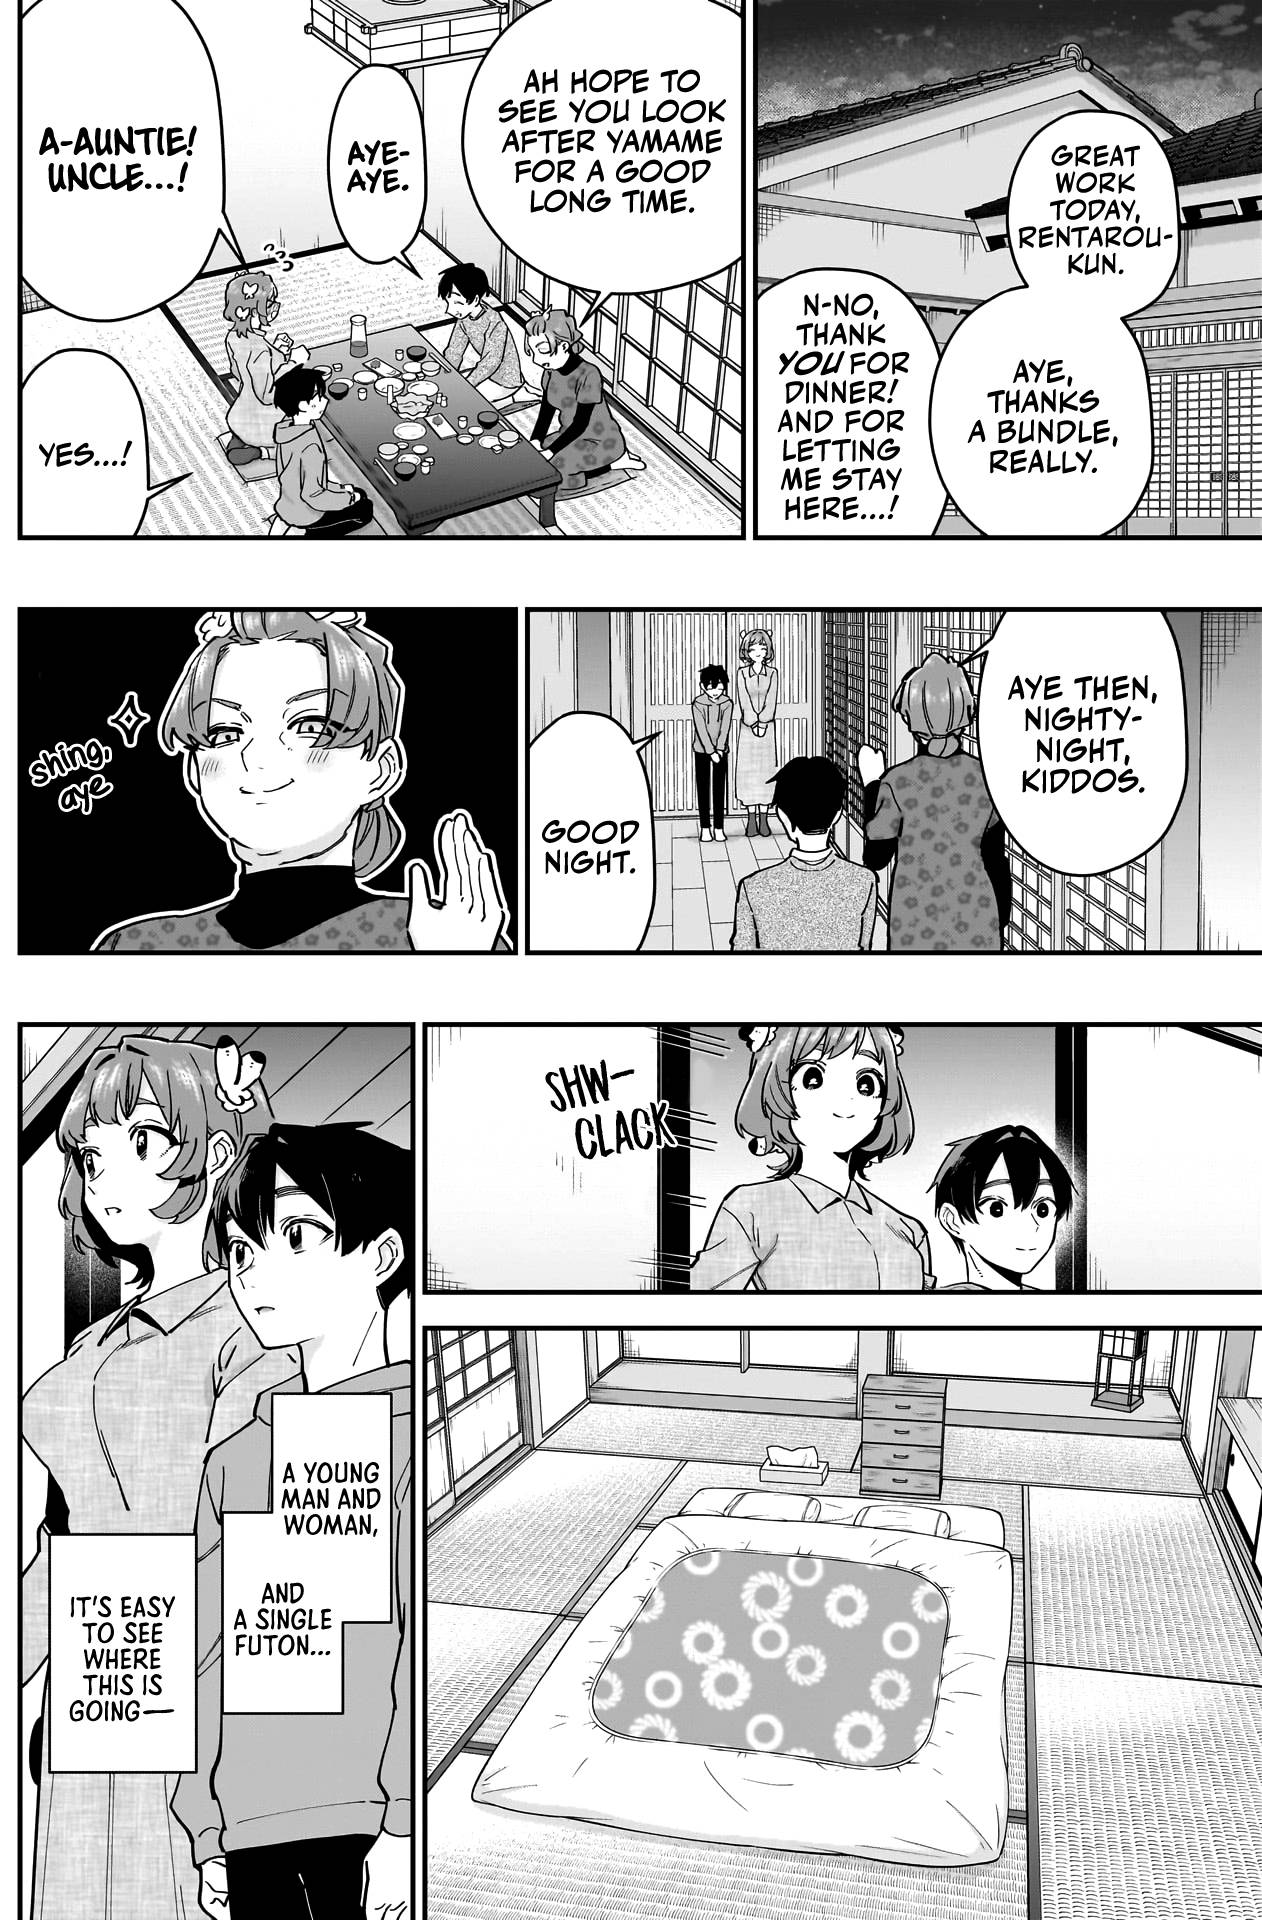 GREAT
WORK
TODAY,
RENTAROU-
KUN.
AYE,
THANKS
A BUNDLE,
REALLY.
N-NO,
THANK
YOU FOR
DINNER!
AND FOR
LETTING
ME STAY
HERE...!
AH HOPE TO
SEE YOU LOOK
AFTER YAMAME
FOR A GOOD
LONG TIME.
AYE-
AYE.
A-AUNTIE!
UNCLE...!
YES...!
AYE THEN,
NIGHTY-
NIGHT,
KIDDOS.
GOOD
NIGHT.
shing,
aye
SHW-
CLACK
A YOUNG
MAN AND
WOMAN,
AND
A SINGLE
FUTON...
IT'S EASY
TO SEE
WHERE
THIS IS
GOING—